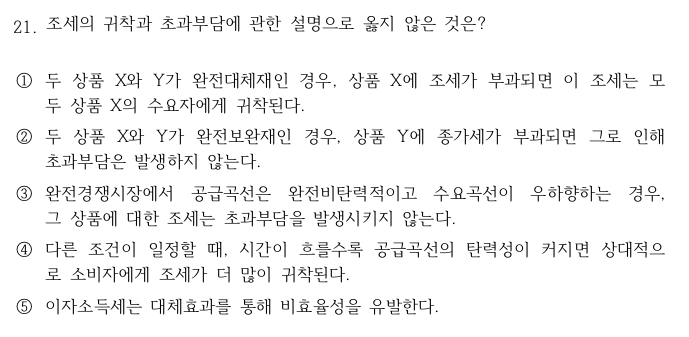 21. 조세의 귀착과 초과부담에 관한 설명으로 옳지 않은 것은?
① 두 상품 X와 Y가 완전대체재인 경우, 상품 X에 조세가 부과되면 이 조세는 모
두 상품 X의 수요자에게 귀착된다.
② 두 상품 X와 Y가 완전보완재인 경우, 상품 Y에 종가세가 부과되면 그로 인해
초과부담은 발생하지 않는다.
③ 완전경쟁시장에서 공급곡선은 완전비탄력적이고 수요곡선이 우하향하는 경우,
그 상품에 대한 조세는 초과부담을 발생시키지 않는다.
④ 다른 조건이 일정할 때, 시간이 흐를수록 공급곡선의 탄력성이 커지면 상대적으
로 소비자에게 조세가 더 많이 귀착된다.
⑤ 이자소득세는 대체효과를 통해 비효율성을 유발한다.